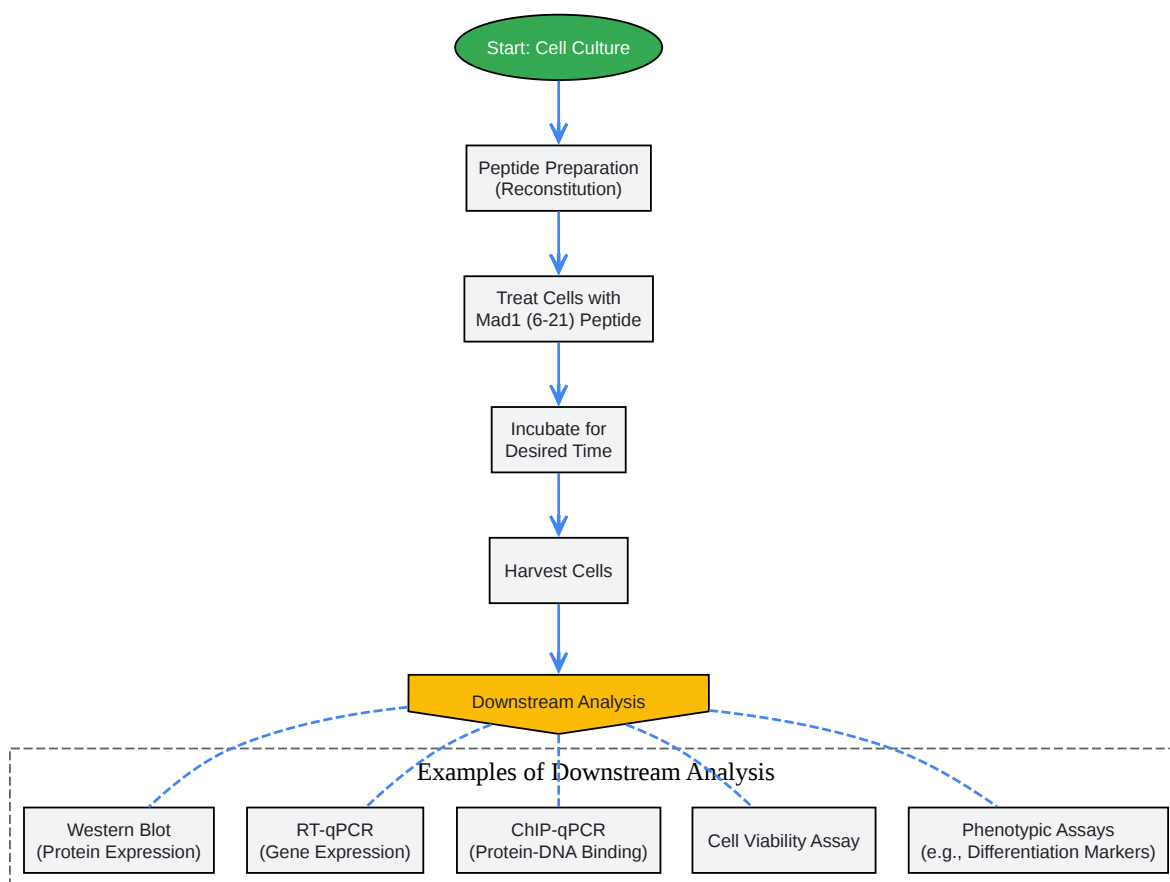 Start: Cell Culture
Peptide Preparation
(Reconstitution)
Treat Cells with
Mad1 (6-21) Peptide
Incubate for
Desired Time
Harvest Cells
Downstream Analysis
Examples of Downstream Analysis
Western Blot
(Protein Expression)
RT-qPCR
(Gene Expression)
ChIP-qPCR
(Protein-DNA Binding)
Cell Viability Assay
Phenotypic Assays
(e.g., Differentiation Markers)